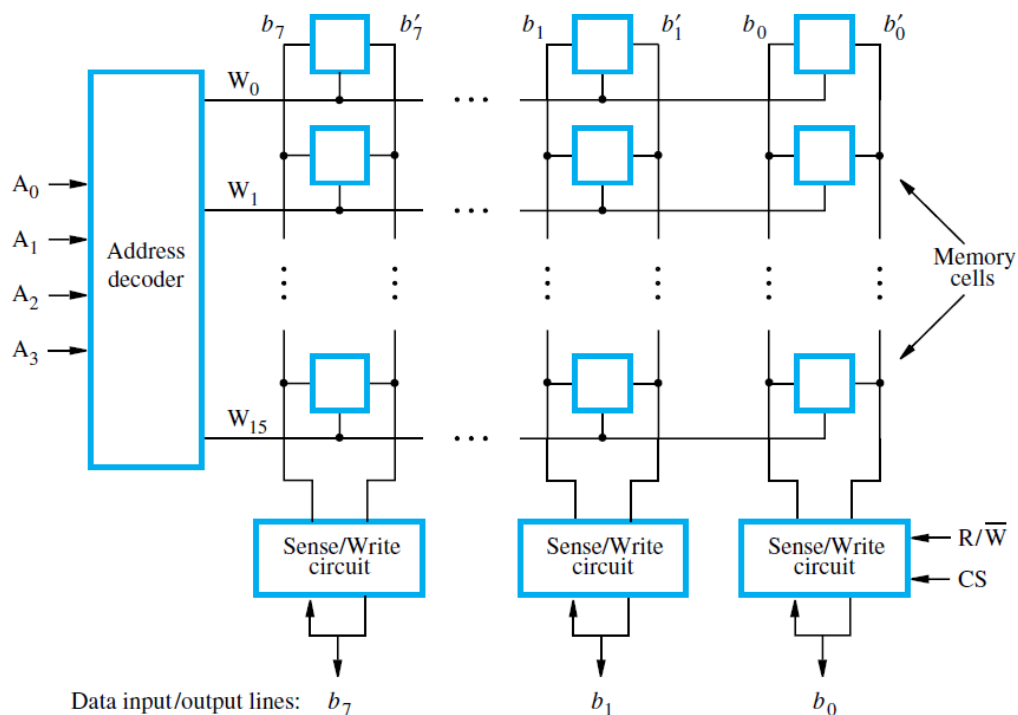 b₇ b′₇ b₁ b′₁ b₀ b′₀
W₀
• • •
A₀
W₁
• • •
A₁
Address
decoder
Memory
cells
A₂
A₃
W₁₅
• • •
Sense/Write
circuit
Sense/Write
circuit
Sense/Write
circuit
R/W̅
CS
Data input/output lines: b₇ b₁ b₀